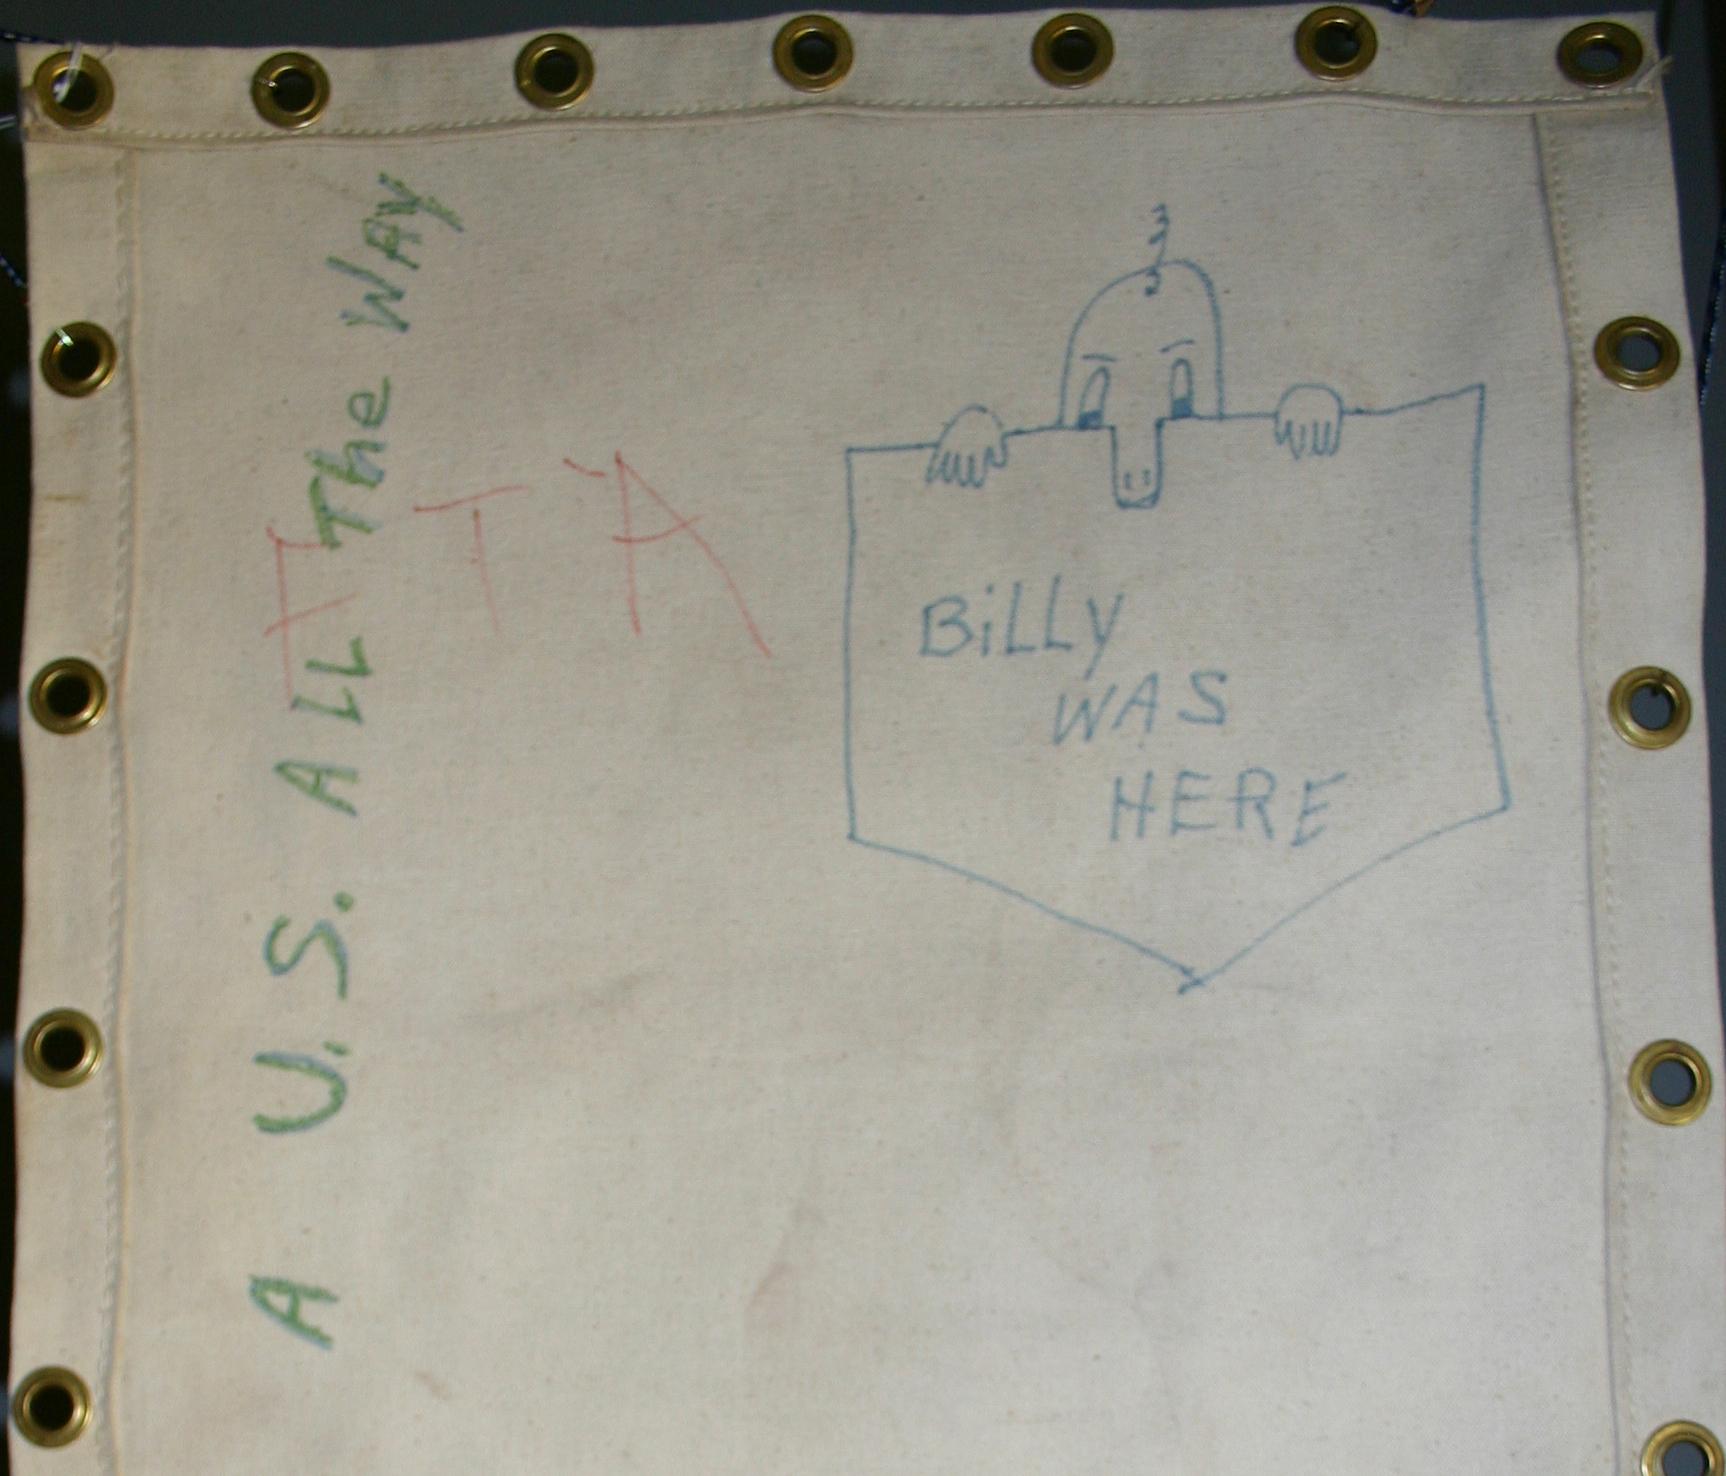 A U.S. ALL The WAY
FTA
BiLLy
WAS
HERE